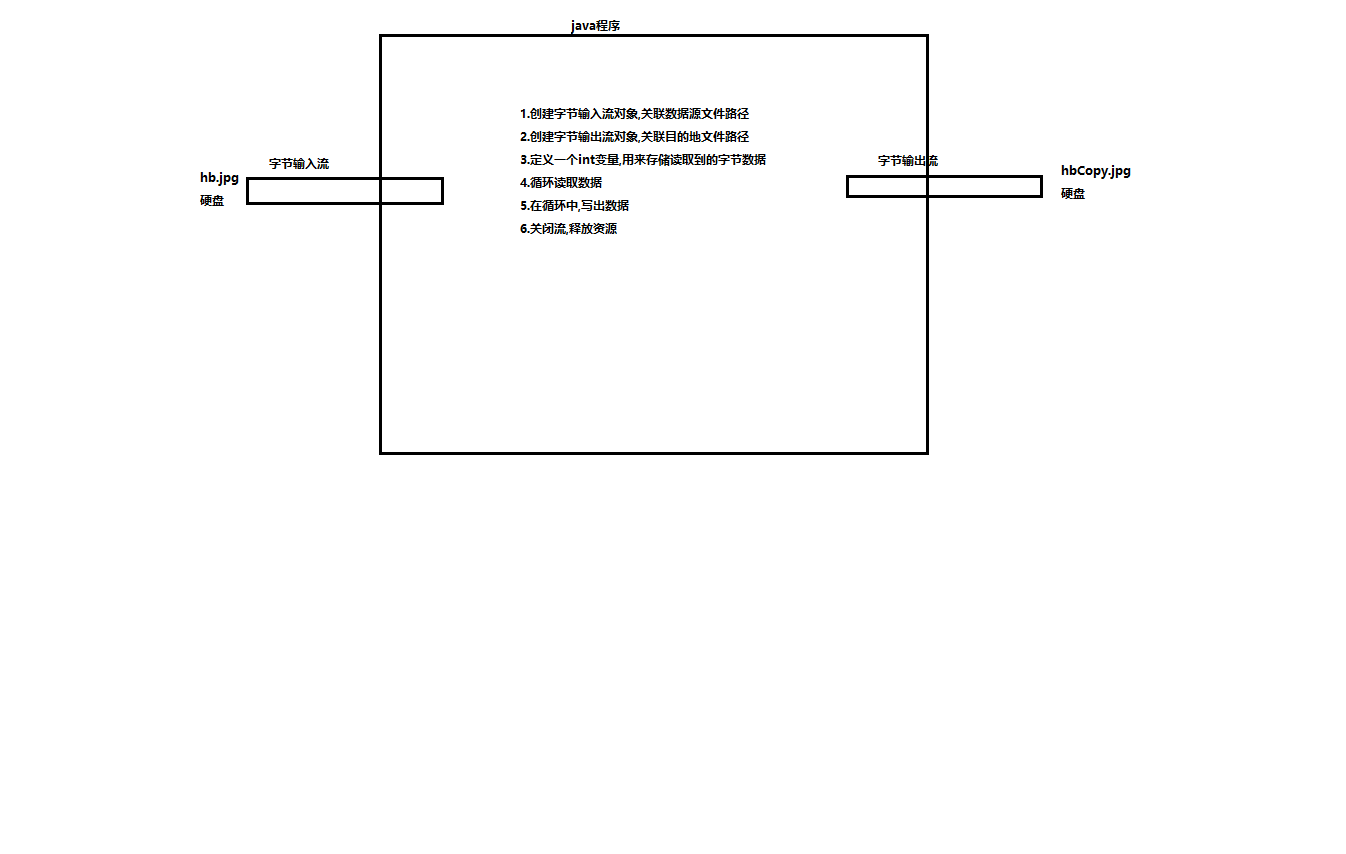 java程序
1.创建字节输入流对象,关联数据源文件路径
2.创建字节输出流对象,关联目的地文件路径
3.定义一个int变量,用来存储读取到的字节数据
4.循环读取数据
5.在循环中,写出数据
6.关闭流,释放资源
字节输入流
hb.jpg
硬盘
字节输出流
hbCopy.jpg
硬盘